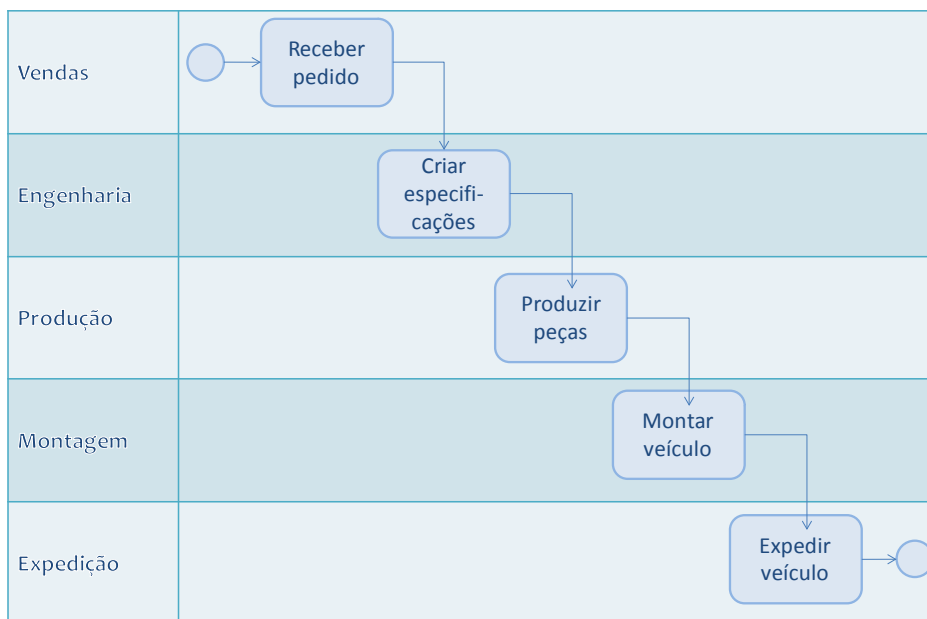 Vendas
Receber
pedido
Engenharia
Criar
especifi-
cações
Produção
Produzir
peças
Montagem
Montar
veículo
Expedição
Expedir
veículo